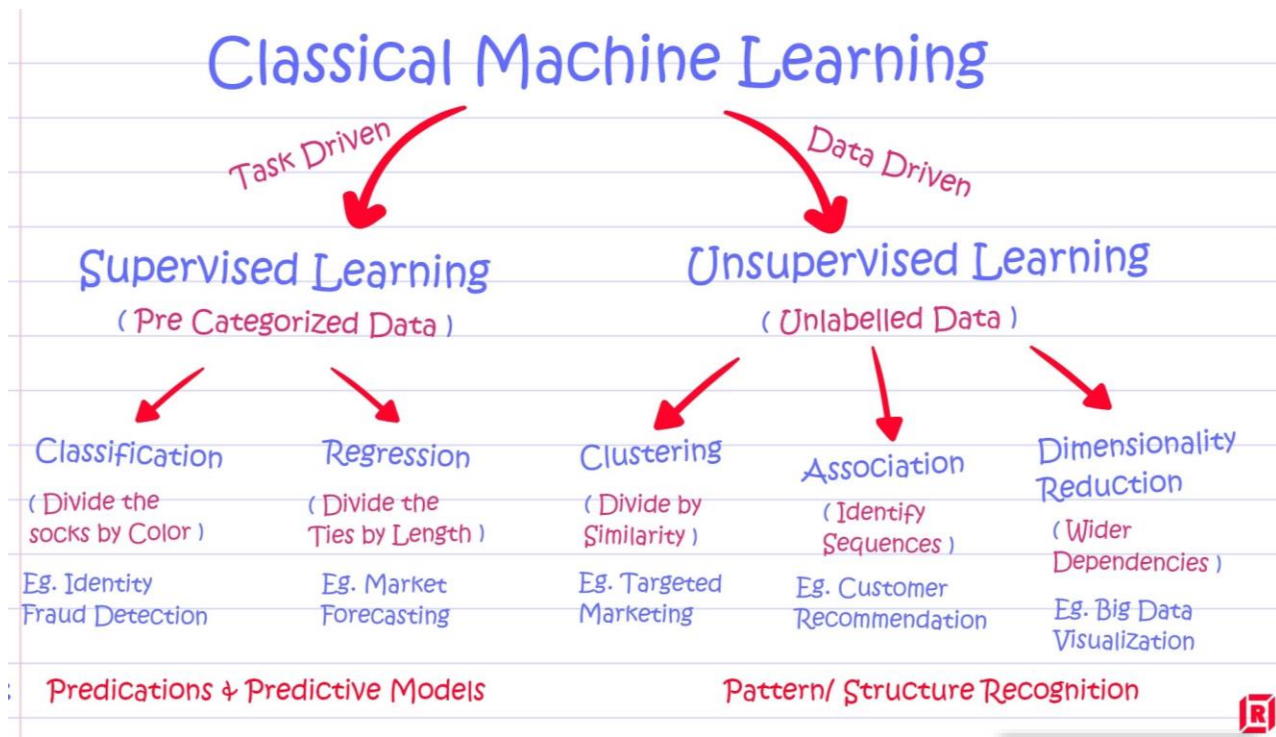 Classical Machine Learning
Task Driven
Data Driven
Supervised Learning
( Pre Categorized Data )
Unsupervised Learning
( Unlabelled Data )
Classification
( Divide the
socks by Color )
Eg. Identity
Fraud Detection
Regression
( Divide the
Ties by Length )
Eg. Market
Forecasting
Clustering
( Divide by
Similarity )
Eg. Targeted
Marketing
Association
( Identify
Sequences )
Eg. Customer
Recommendation
Dimensionality
Reduction
( Wider
Dependencies )
Eg. Big Data
Visualization
Predications & Predictive Models
Pattern/ Structure Recognition
R